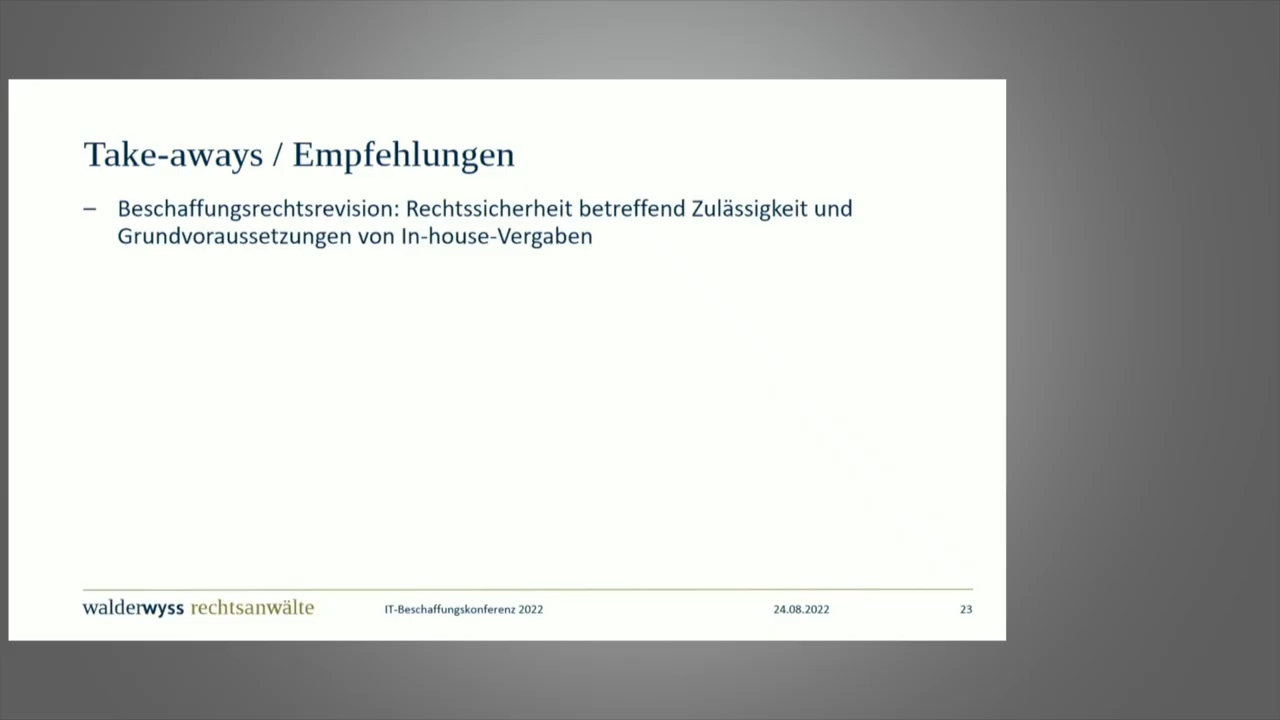 Take-aways / Empfehlungen
– Beschaffungsrechtsrevision: Rechtssicherheit betreffend Zulässigkeit und
Grundvoraussetzungen von In-house-Vergaben
walderwyss rechtsanwälte IT-Beschaffungskonferenz 2022 24.08.2022 23